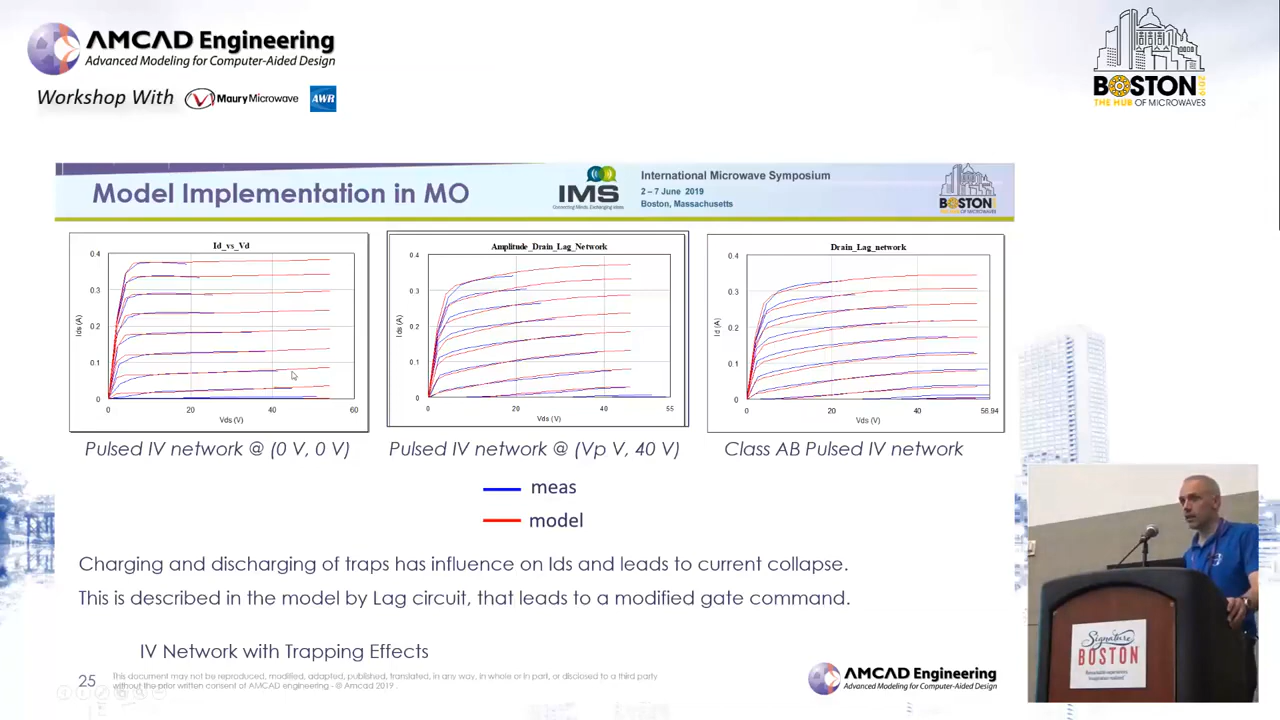 AMCAD Engineering
Advanced Modeling for Computer-Aided Design
Workshop With Maury Microwave AWR
BOSTON 2019
THE HUB OF MICROWAVES
Model Implementation in MO
IMS
Connecting Minds. Exchanging Ideas.
International Microwave Symposium
2 – 7 June 2019
Boston, Massachusetts
BOSTON
Id_vs_Vd
0.4
0.3
0.2
0.1
0
Ids (A)
0 20 40 60
Vds (V)
Amplitude_Drain_Lag_Network
0.4
0.3
0.2
0.1
0
Ids (A)
0 20 40 55
Vds (V)
Drain_Lag_network
0.4
0.3
0.2
0.1
0
Id (A)
0 20 40 56.94
Vds (V)
Pulsed IV network @ (0 V, 0 V)
Pulsed IV network @ (Vp V, 40 V)
Class AB Pulsed IV network
meas
model
Charging and discharging of traps has influence on Ids and leads to current collapse.
This is described in the model by Lag circuit, that leads to a modified gate command.
IV Network with Trapping Effects
25
This document may not be reproduced, modified, adapted, published, translated, in any way, in whole or in part, or disclosed to a third party
without the prior written consent of AMCAD engineering - © Amcad 2019 .
AMCAD Engineering
Advanced Modeling for Computer-Aided Design
Signature
BOSTON